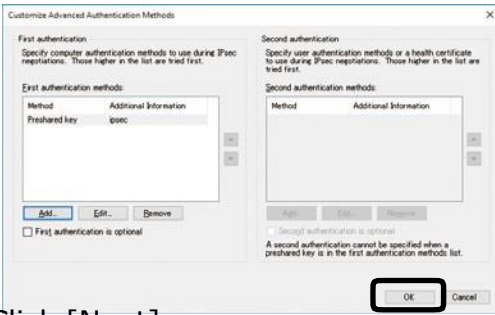 Customize Advanced Authentication Methods
First authentication
Specify computer authentication methods to use during IPsec
negotiations. Those higher in the list are tried first.
First authentication methods:
Method Additional Information
Preshared key ipsec
Add... Edit... Remove
First authentication is optional
Second authentication
Specify user authentication methods or a health certificate
to use during IPsec negotiations. Those higher in the list are
tried first.
Second authentication methods:
Method Additional Information
Add... Edit... Remove
Second authentication is optional
A second authentication cannot be specified when a
preshared key is in the first authentication methods list.
OK Cancel
Click [Next]